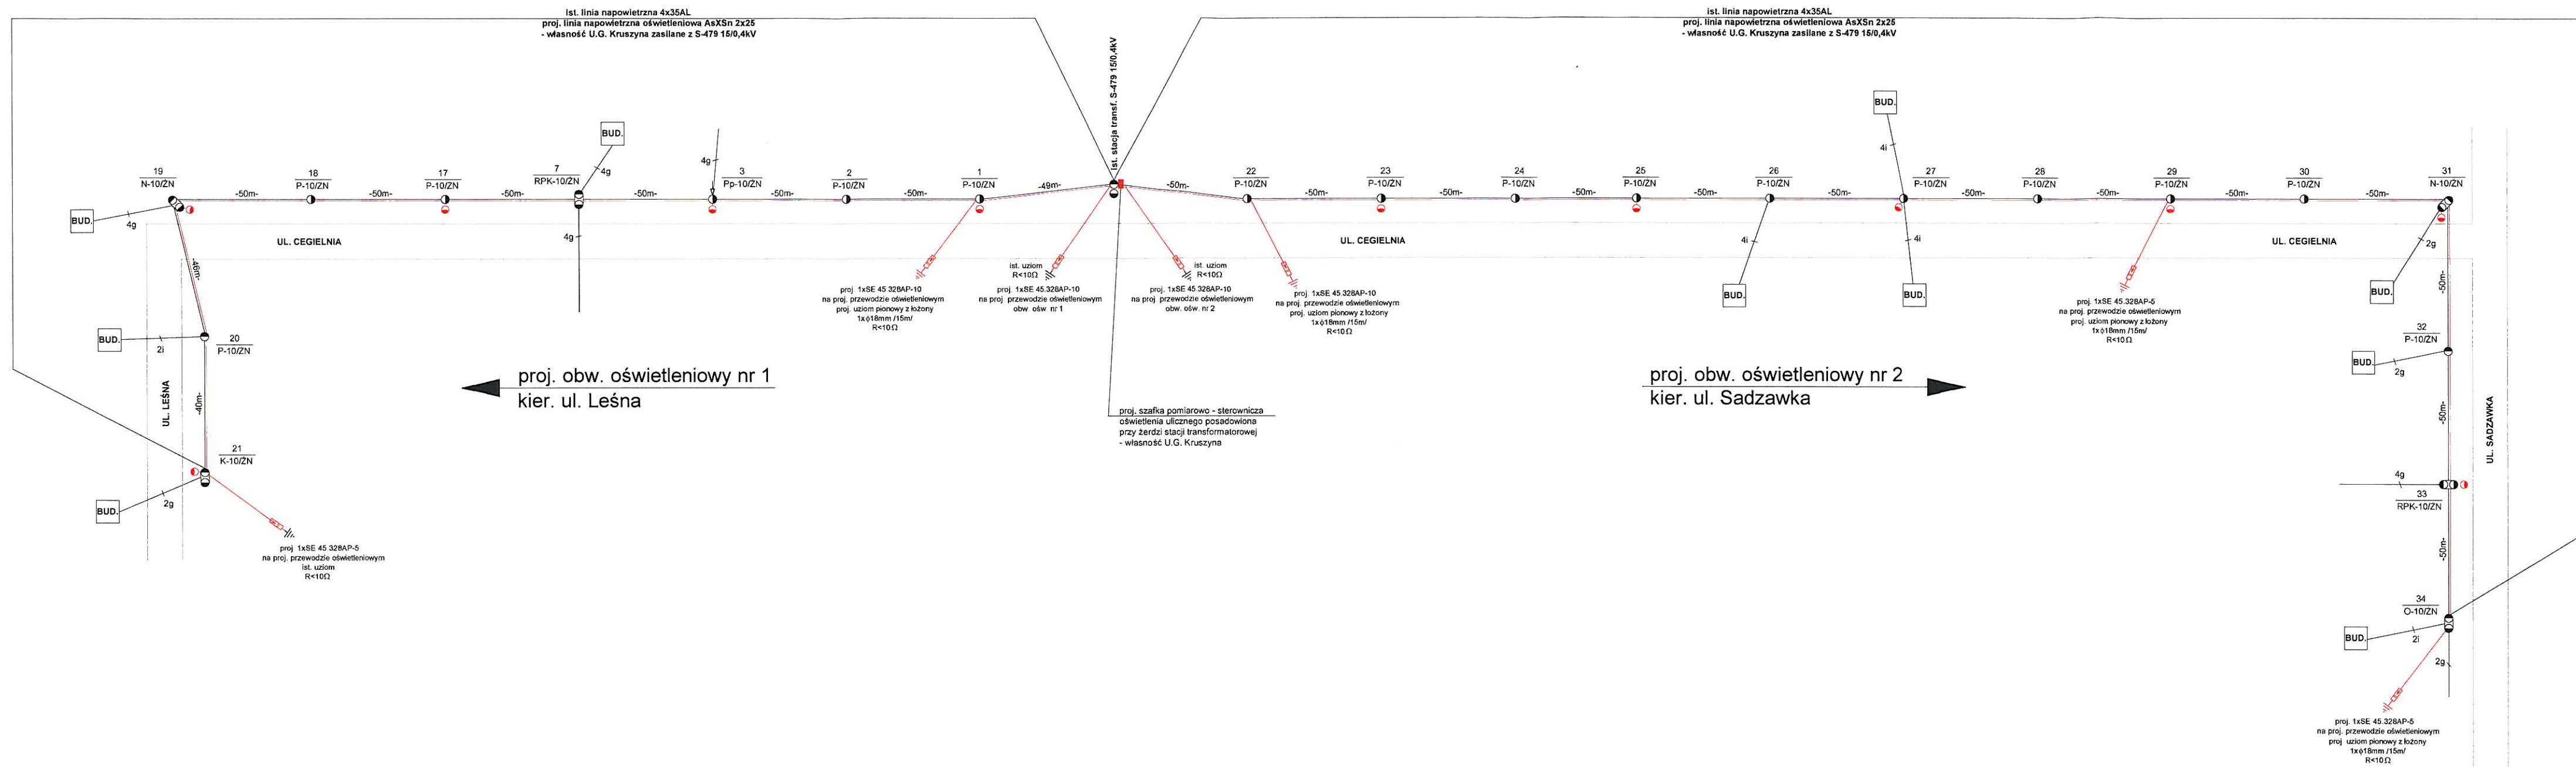 ist. linia napowietrzna 4x35AL
proj. linia napowietrzna oświetleniowa AsXSn 2x25
- własność U.G. Kruszyna zasilane z S-479 15/0,4kV
ist. linia napowietrzna 4x35AL
proj. linia napowietrzna oświetleniowa AsXSn 2x25
- własność U.G. Kruszyna zasilane z S-479 15/0,4kV
ist. stacja transf. S-479 15/0,4kV
BUD.
4g
4g
BUD.
4i
19
N-10/ŻN
18
P-10/ŻN
17
P-10/ŻN
7
RPK-10/ŻN
3
Pp-10/ŻN
2
P-10/ŻN
1
P-10/ŻN
22
P-10/ŻN
23
P-10/ŻN
24
P-10/ŻN
25
P-10/ŻN
26
P-10/ŻN
27
P-10/ŻN
28
P-10/ŻN
29
P-10/ŻN
30
P-10/ŻN
31
N-10/ŻN
-50m-
-50m-
-50m-
-50m-
-50m-
-50m-
-49m-
-50m-
-50m-
-50m-
-50m-
-50m-
-50m-
-50m-
-50m-
-50m-
-50m-
BUD.
4g
4g
UL. CEGIELNIA
UL. CEGIELNIA
UL. CEGIELNIA
4i
4i
2g
BUD.
BUD.
BUD.
-46m-
-50m-
ist. uziom
R<10Ω
proj. 1xSE 45.328AP-10
na proj. przewodzie oświetleniowym
proj. uziom pionowy złożony
1xϕ18mm /15m/
R<10Ω
proj. 1xSE 45.328AP-10
na proj. przewodzie oświetleniowym
obw. ośw. nr 1
ist. uziom
R<10Ω
proj. 1xSE 45.328AP-10
na proj. przewodzie oświetleniowym
obw. ośw. nr 2
proj. 1xSE 45.328AP-10
na proj. przewodzie oświetleniowym
proj. uziom pionowy złożony
1xϕ18mm /15m/
R<10Ω
proj. 1xSE 45.328AP-5
na proj. przewodzie oświetleniowym
proj. uziom pionowy złożony
1xϕ18mm /15m/
R<10Ω
BUD.
2i
20
P-10/ŻN
32
P-10/ŻN
BUD.
2g
UL. LEŚNA
-40m-
proj. obw. oświetleniowy nr 1
kier. ul. Leśna
proj. obw. oświetleniowy nr 2
kier. ul. Sadzawka
proj. szafka pomiarowo - sterownicza
oświetlenia ulicznego posadowiona
przy żerdzi stacji transformatorowej
- własność U.G. Kruszyna
-50m-
UL. SADZAWKA
21
K-10/ŻN
BUD.
2g
4g
33
RPK-10/ŻN
-50m-
proj. 1xSE 45.328AP-5
na proj. przewodzie oświetleniowym
ist. uziom
R<10Ω
34
O-10/ŻN
BUD.
2i
2g
proj. 1xSE 45.328AP-5
na proj. przewodzie oświetleniowym
proj. uziom pionowy złożony
1xϕ18mm /15m/
R<10Ω